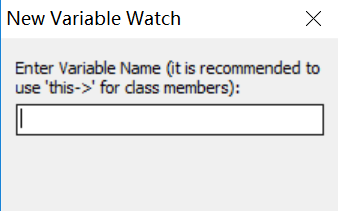 New Variable Watch
Enter Variable Name (it is recommended to
use 'this->' for class members):